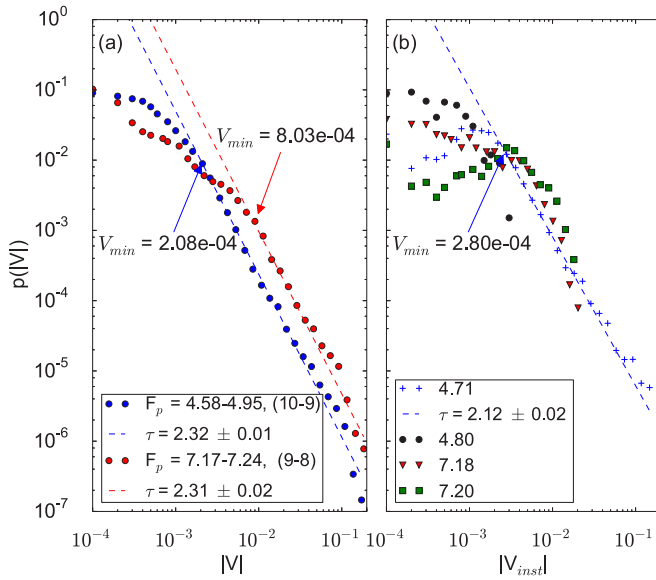 (a)
(b)
10^0
10^-1
10^-2
10^-3
10^-4
10^-5
10^-6
10^-7
p(|V|)
V_min = 8.03e-04
V_min = 2.08e-04
V_min = 2.80e-04
F_p = 4.58-4.95, (10-9)
τ = 2.32 ± 0.01
F_p = 7.17-7.24, (9-8)
τ = 2.31 ± 0.02
4.71
τ = 2.12 ± 0.02
4.80
7.18
7.20
10^-4 10^-3 10^-2 10^-1
10^-4 10^-3 10^-2 10^-1
|V|
|V_inst|